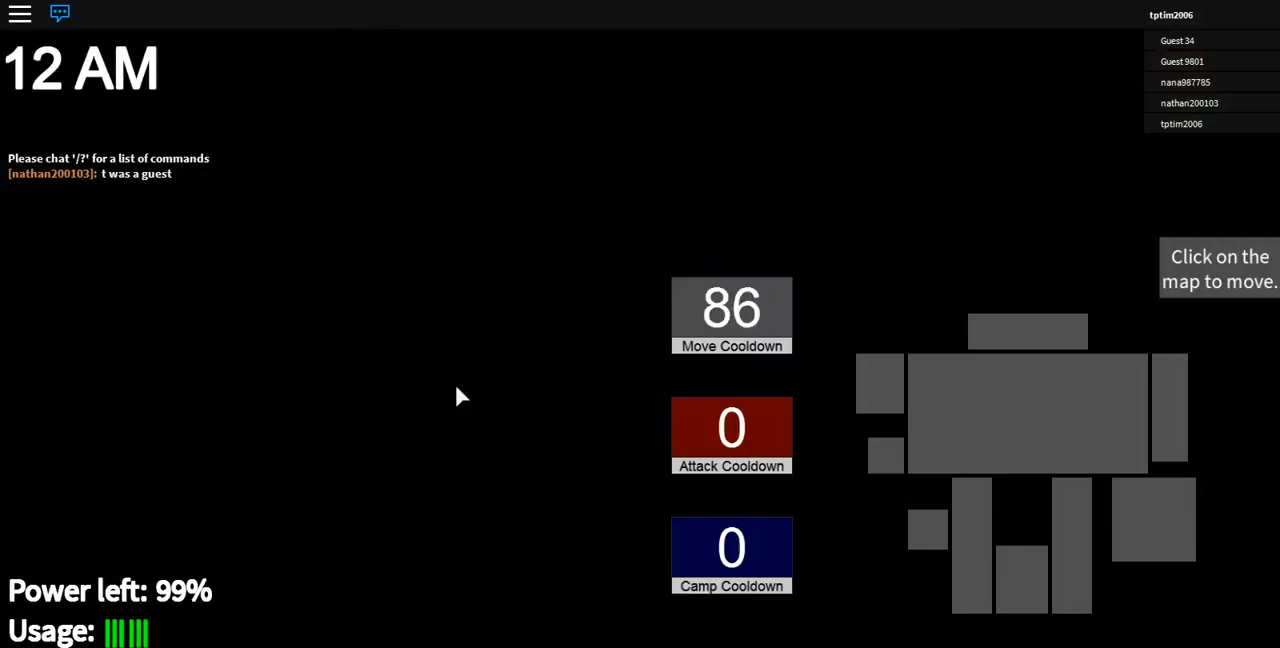 tptim2006
Guest 34
Guest 9801
nana987785
nathan200103
tptim2006
12 AM
Please chat '/?' for a list of commands
[nathan200103]: t was a guest
Click on the
map to move.
86
Move Cooldown
0
Attack Cooldown
0
Camp Cooldown
Power left: 99%
Usage: